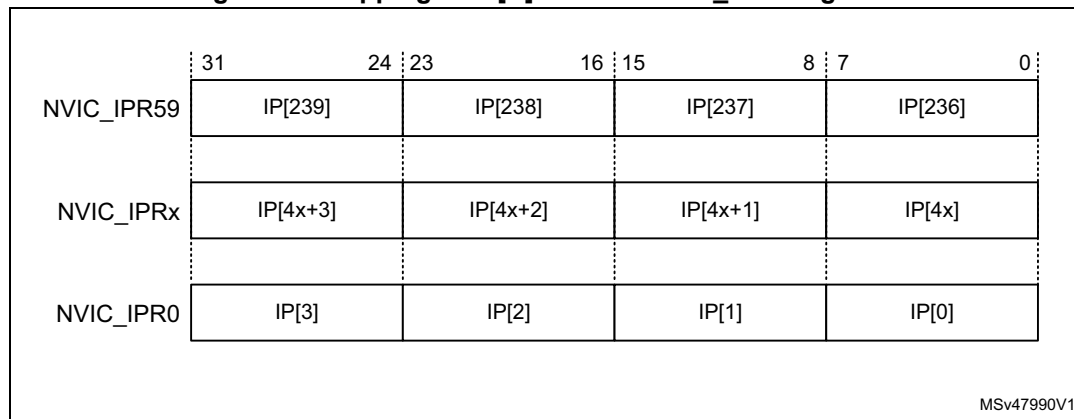 31 24 23 16 15 8 7 0
NVIC_IPR59 IP[239] IP[238] IP[237] IP[236]
NVIC_IPRx IP[4x+3] IP[4x+2] IP[4x+1] IP[4x]
NVIC_IPR0 IP[3] IP[2] IP[1] IP[0]
MSv47990V1